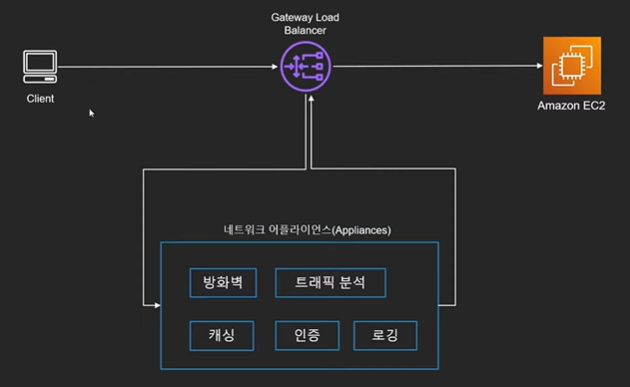 Gateway Load
Balancer
Client
Amazon EC2
네트워크 어플라이언스(Appliances)
방화벽
트래픽 분석
캐싱
인증
로깅